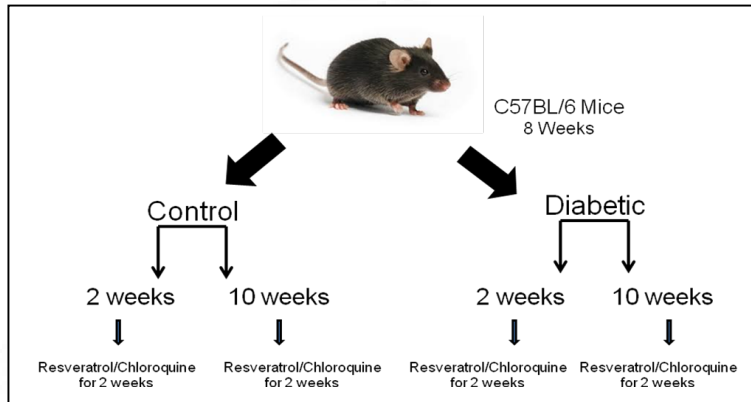 C57BL/6 Mice
8 Weeks
Control
Diabetic
2 weeks
10 weeks
2 weeks
10 weeks
Resveratrol/Chloroquine
for 2 weeks
Resveratrol/Chloroquine
for 2 weeks
Resveratrol/Chloroquine
for 2 weeks
Resveratrol/Chloroquine
for 2 weeks